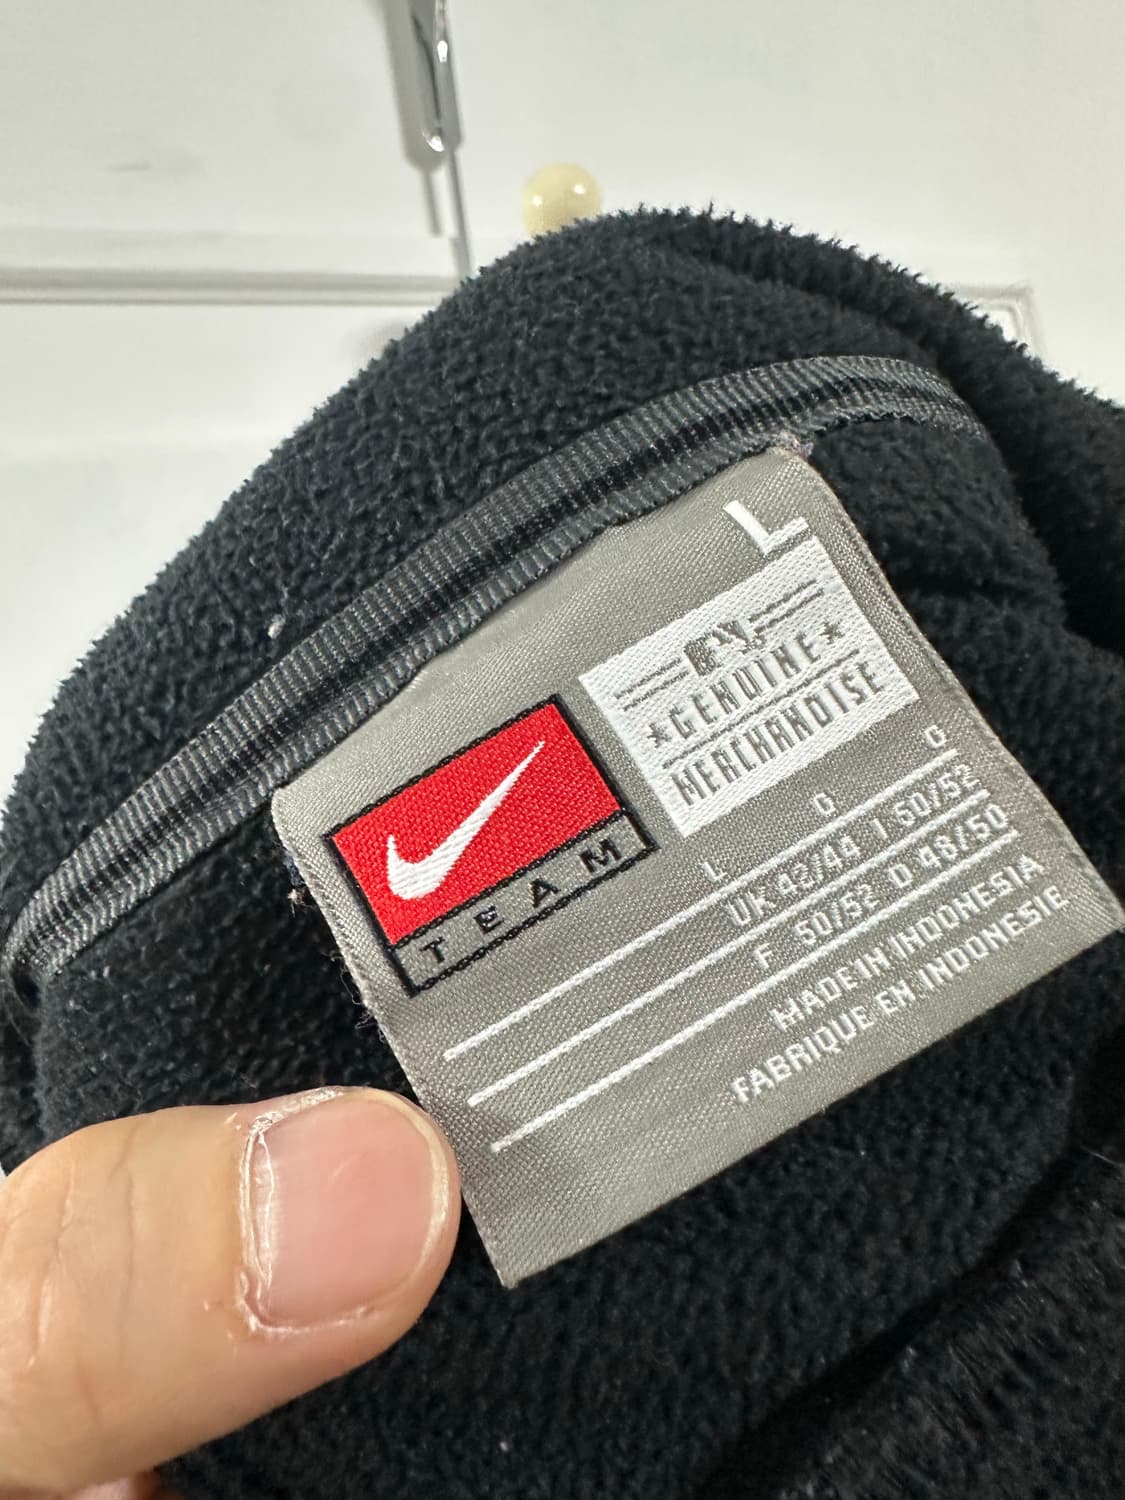 L
★GENUINE★
MERCHANDISE
TEAM
L G G
UK 42/44 I 50/52
F 50/52 D 48/50
MADE IN INDONESIA
FABRIQUE EN INDONESIE